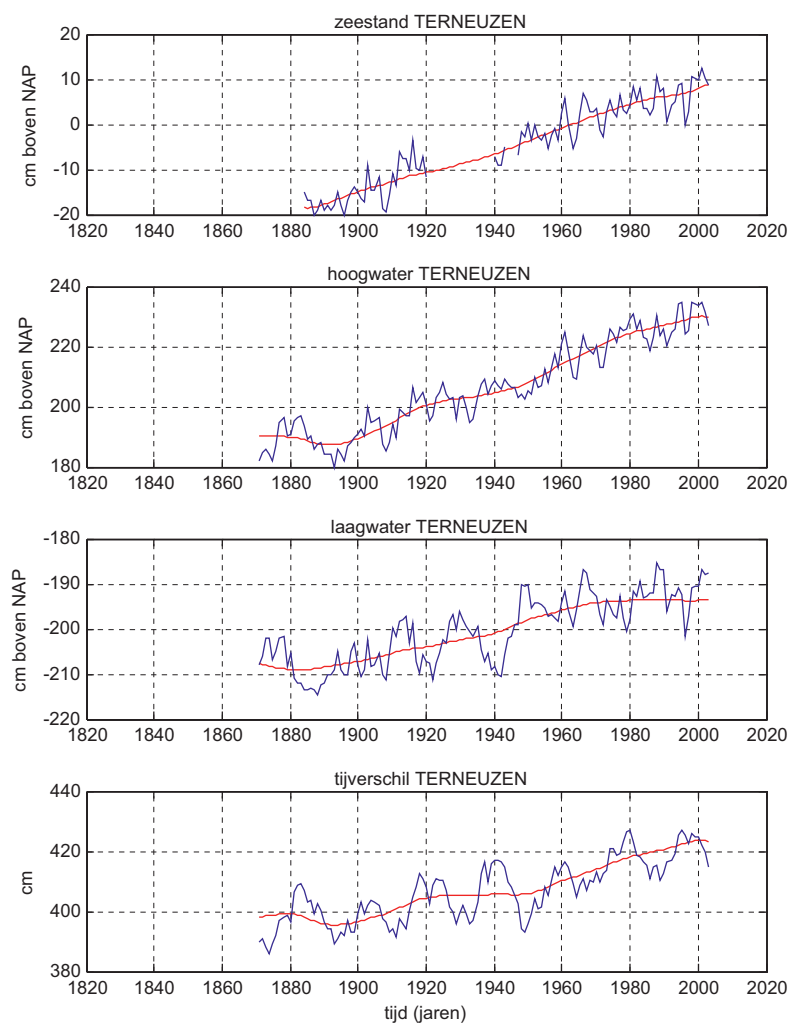 zeestand TERNEUZEN
20
10
0
-10
-20
cm boven NAP
1820 1840 1860 1880 1900 1920 1940 1960 1980 2000 2020
hoogwater TERNEUZEN
240
220
200
180
cm boven NAP
1820 1840 1860 1880 1900 1920 1940 1960 1980 2000 2020
laagwater TERNEUZEN
-180
-190
-200
-210
-220
cm boven NAP
1820 1840 1860 1880 1900 1920 1940 1960 1980 2000 2020
tijverschil TERNEUZEN
440
420
400
380
cm
1820 1840 1860 1880 1900 1920 1940 1960 1980 2000 2020
tijd (jaren)